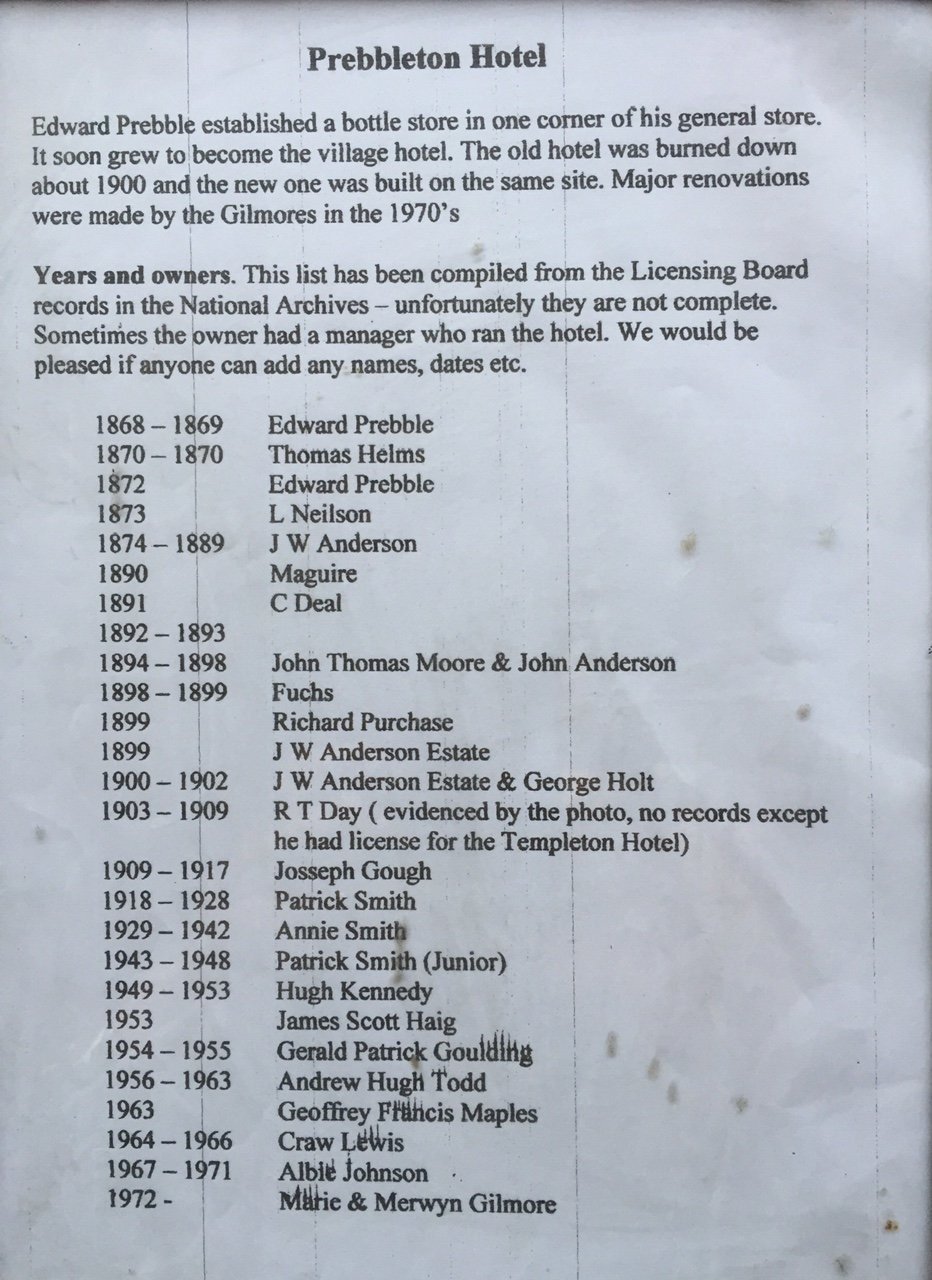 Prebbleton Hotel
Edward Prebble established a bottle store in one corner of his general store.
It soon grew to become the village hotel. The old hotel was burned down
about 1900 and the new one was built on the same site. Major renovations
were made by the Gilmores in the 1970's
Years and owners. This list has been compiled from the Licensing Board
records in the National Archives – unfortunately they are not complete.
Sometimes the owner had a manager who ran the hotel. We would be
pleased if anyone can add any names, dates etc.
1868 – 1869 Edward Prebble
1870 – 1870 Thomas Helms
1872 Edward Prebble
1873 L Neilson
1874 – 1889 J W Anderson
1890 Maguire
1891 C Deal
1892 – 1893
1894 – 1898 John Thomas Moore & John Anderson
1898 – 1899 Fuchs
1899 Richard Purchase
1899 J W Anderson Estate
1900 – 1902 J W Anderson Estate & George Holt
1903 – 1909 R T Day ( evidenced by the photo, no records except
he had license for the Templeton Hotel)
1909 – 1917 Josseph Gough
1918 – 1928 Patrick Smith
1929 – 1942 Annie Smith
1943 – 1948 Patrick Smith (Junior)
1949 – 1953 Hugh Kennedy
1953 James Scott Haig
1954 – 1955 Gerald Patrick Goulding
1956 – 1963 Andrew Hugh Todd
1963 Geoffrey Francis Maples
1964 – 1966 Craw Lewis
1967 – 1971 Albie Johnson
1972 - Marie & Merwyn Gilmore